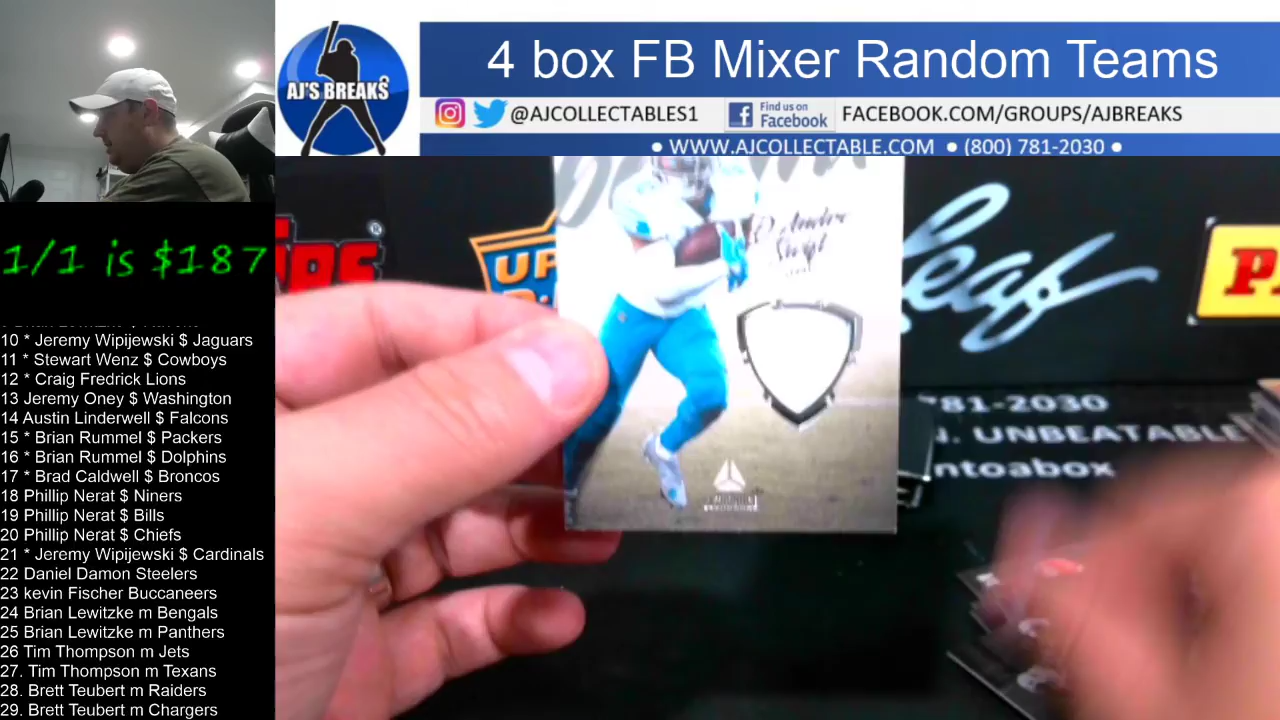 4 box FB Mixer Random Teams
AJ'S BREAKS
@AJCOLLECTABLES1
Find us on
Facebook
FACEBOOK.COM/GROUPS/AJBREAKS
• WWW.AJCOLLECTABLE.COM • (800) 781-2030 •
1/1 is $187
10 * Jeremy Wipijewski $ Jaguars
11 * Stewart Wenz $ Cowboys
12 * Craig Fredrick Lions
13 Jeremy Oney $ Washington
14 Austin Linderwell $ Falcons
15 * Brian Rummel $ Packers
16 * Brian Rummel $ Dolphins
17 * Brad Caldwell $ Broncos
18 Phillip Nerat $ Niners
19 Phillip Nerat $ Bills
20 Phillip Nerat $ Chiefs
21 * Jeremy Wipijewski $ Cardinals
22 Daniel Damon Steelers
23 kevin Fischer Buccaneers
24 Brian Lewitzke m Bengals
25 Brian Lewitzke m Panthers
26 Tim Thompson m Jets
27. Tim Thompson m Texans
28. Brett Teubert m Raiders
29. Brett Teubert m Chargers
D'Andre
Swift
Leaf
781-2030
UNBEATABLE
ntoabox